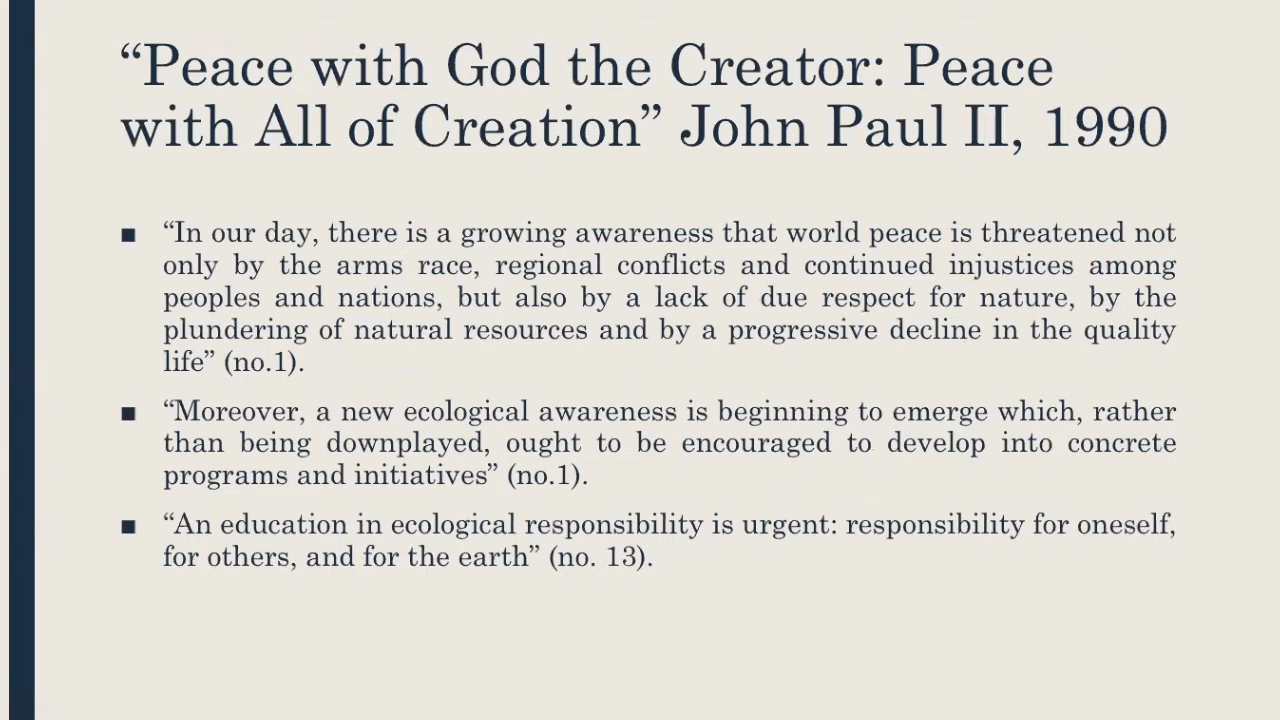 “Peace with God the Creator: Peace
with All of Creation” John Paul II, 1990
■ “In our day, there is a growing awareness that world peace is threatened not
only by the arms race, regional conflicts and continued injustices among
peoples and nations, but also by a lack of due respect for nature, by the
plundering of natural resources and by a progressive decline in the quality
life” (no.1).
■ “Moreover, a new ecological awareness is beginning to emerge which, rather
than being downplayed, ought to be encouraged to develop into concrete
programs and initiatives” (no.1).
■ “An education in ecological responsibility is urgent: responsibility for oneself,
for others, and for the earth” (no. 13).